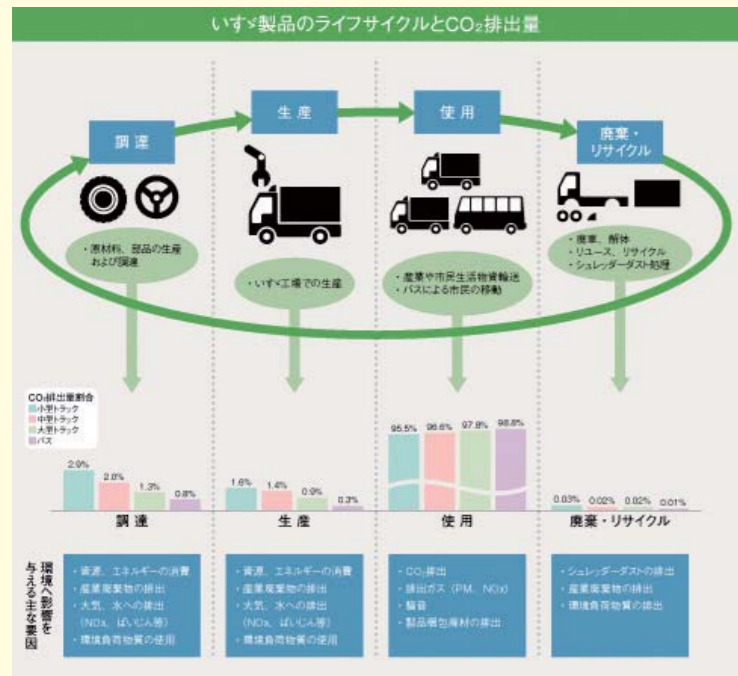 いすゞ製品のライフサイクルとCO₂排出量
調達
生産
使用
廃棄・
リサイクル
・原材料、部品の生産
および調達
・いすゞ工場での生産
・産業や市民生活物資輸送
・バスによる市民の移動
・廃車、解体
・リユース、リサイクル
・シュレッダーダスト処理
CO₂排出量割合
小型トラック
中型トラック
大型トラック
バス
2.9%
2.0%
1.3%
0.8%
調達
1.6%
1.4%
0.9%
0.3%
生産
95.5%
96.6%
97.8%
98.8%
使用
0.03%
0.02%
0.02%
0.01%
廃棄・リサイクル
環境へ影響を
与える主な要因
・資源、エネルギーの消費
・産業廃棄物の排出
・大気、水への排出
（NOx、ばいじん等）
・環境負荷物質の使用
・資源、エネルギーの消費
・産業廃棄物の排出
・大気、水への排出
（NOx、ばいじん等）
・環境負荷物質の使用
・CO₂排出
・排出ガス（PM、NOx）
・騒音
・製品梱包廃材の排出
・シュレッダーダストの排出
・産業廃棄物の排出
・環境負荷物質の排出